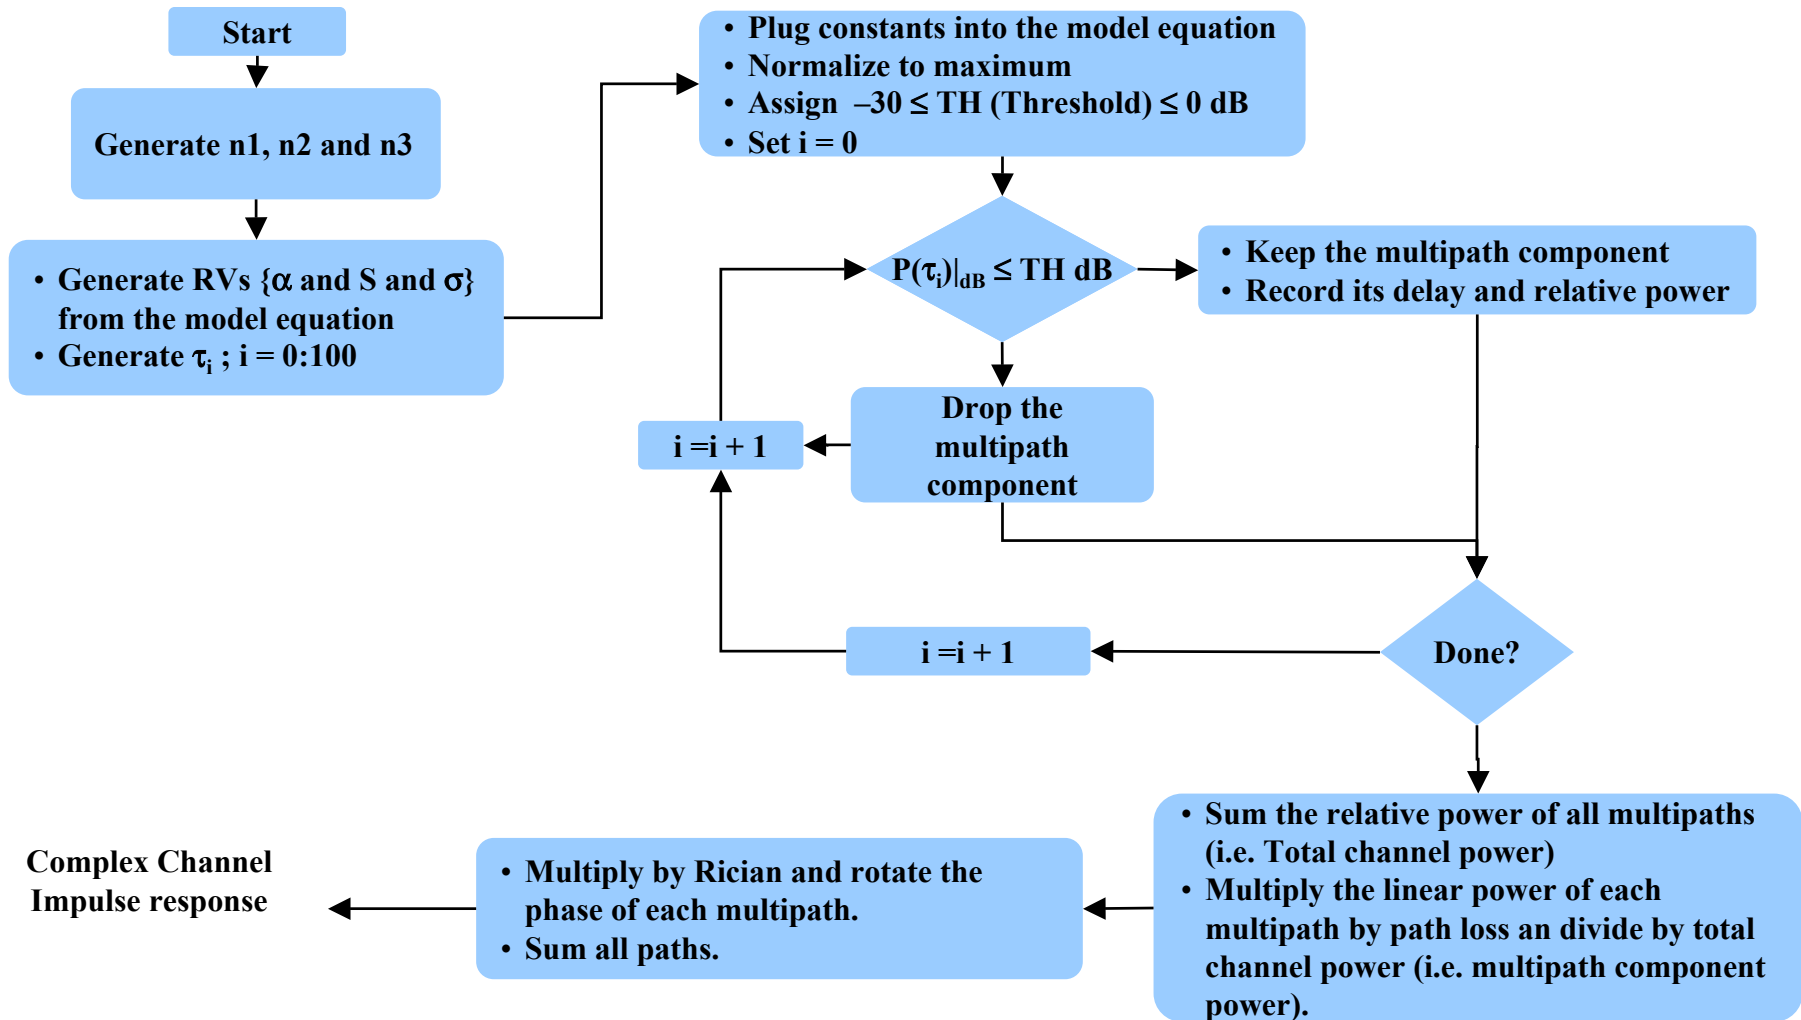 Start
Generate n1, n2 and n3
• Generate RVs {α and S and σ}
from the model equation
• Generate τi ; i = 0:100
• Plug constants into the model equation
• Normalize to maximum
• Assign –30 ≤ TH (Threshold) ≤ 0 dB
• Set i = 0
P(τi)|dB ≤ TH dB
• Keep the multipath component
• Record its delay and relative power
Drop the
multipath
component
i =i + 1
i =i + 1
Done?
• Sum the relative power of all multipaths
(i.e. Total channel power)
• Multiply the linear power of each
multipath by path loss an divide by total
channel power (i.e. multipath component
power).
• Multiply by Rician and rotate the
phase of each multipath.
• Sum all paths.
Complex Channel
Impulse response